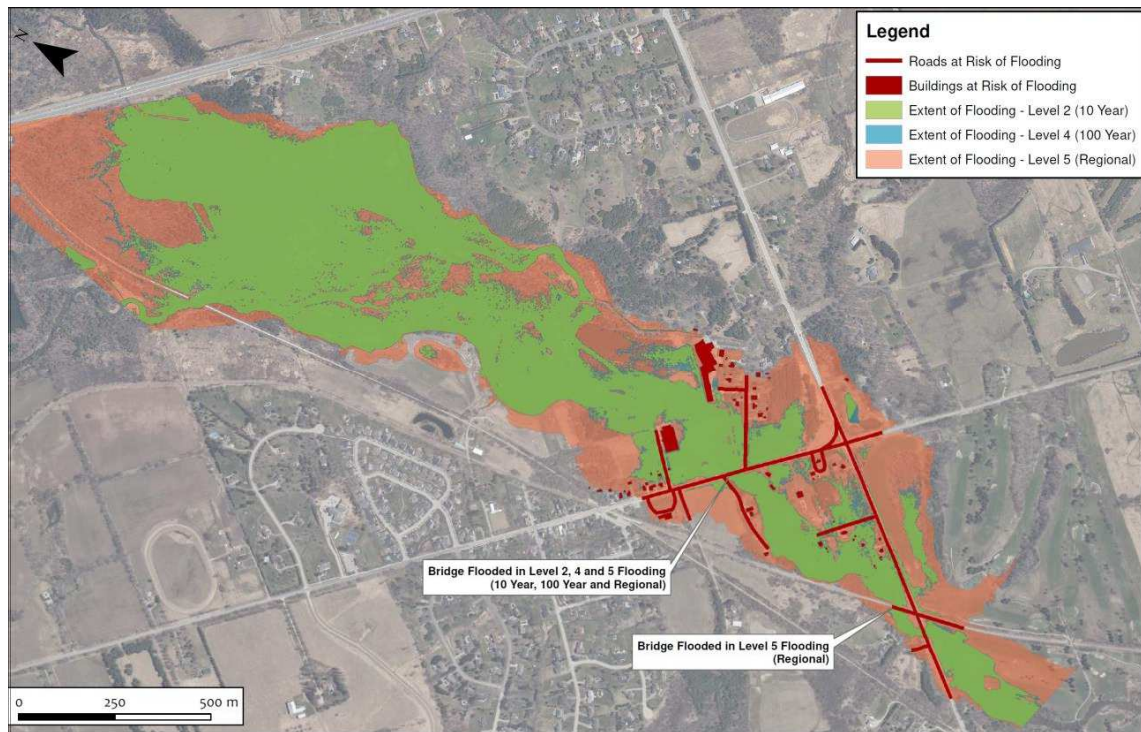 N
Legend
Roads at Risk of Flooding
Buildings at Risk of Flooding
Extent of Flooding - Level 2 (10 Year)
Extent of Flooding - Level 4 (100 Year)
Extent of Flooding - Level 5 (Regional)
Bridge Flooded in Level 2, 4 and 5 Flooding
(10 Year, 100 Year and Regional)
Bridge Flooded in Level 5 Flooding
(Regional)
0 250 500 m